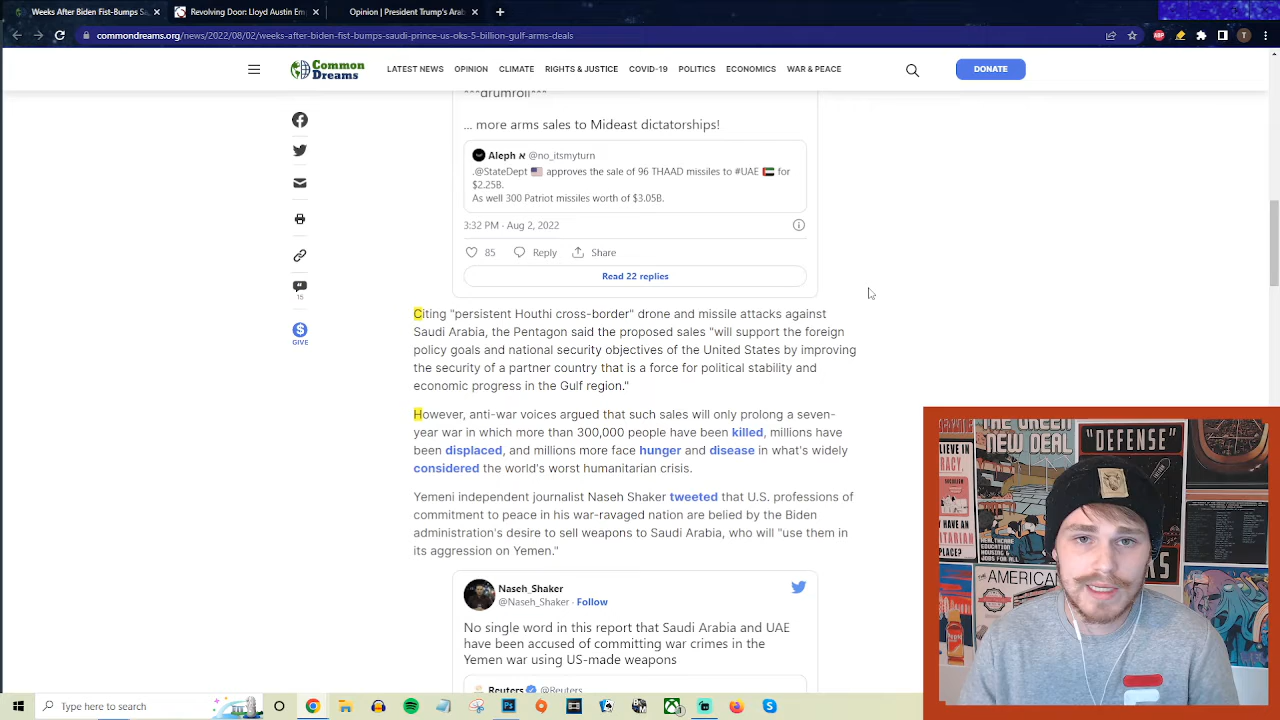 Weeks After Biden Fist-Bumps Sa
Revolving Door Lloyd Austin Emp
Opinion | President Trump's Arab
commondreams.org/news/2022/08/02/weeks-after-biden-fist-bumps-saudi-prince-us-oks-5-billion-gulf-arms-deals
ABP
T
Common Dreams
LATEST NEWS OPINION CLIMATE RIGHTS & JUSTICE COVID-19 POLITICS ECONOMICS WAR & PEACE
DONATE
***drumroll***
... more arms sales to Mideast dictatorships!
Aleph א @no_itsmyturn
.@StateDept 🇺🇸 approves the sale of 96 THAAD missiles to #UAE 🇦🇪 for
$2.25B.
As well 300 Patriot missiles worth of $3.05B.
3:32 PM · Aug 2, 2022
85 Reply Share
Read 22 replies
15
GIVE
Citing "persistent Houthi cross-border" drone and missile attacks against
Saudi Arabia, the Pentagon said the proposed sales "will support the foreign
policy goals and national security objectives of the United States by improving
the security of a partner country that is a force for political stability and
economic progress in the Gulf region."
However, anti-war voices argued that such sales will only prolong a seven-
year war in which more than 300,000 people have been killed, millions have
been displaced, and millions more face hunger and disease in what's widely
considered the world's worst humanitarian crisis.
Yemeni independent journalist Naseh Shaker tweeted that U.S. professions of
commitment to peace in his war-ravaged nation are belied by the Biden
administration's desire to sell weapons to Saudi Arabia, who will "use them in
its aggression on Yemen."
Naseh_Shaker
@Naseh_Shaker · Follow
No single word in this report that Saudi Arabia and UAE
have been accused of committing war crimes in the
Yemen war using US-made weapons
Reuters @Reuters
THE GREEN
NEW DEAL
"DEFENSE"
HEALTHCARE
EDUCATION
HOUSING &
JOBS FOR ALL
THE AMERICAN
Type here to search